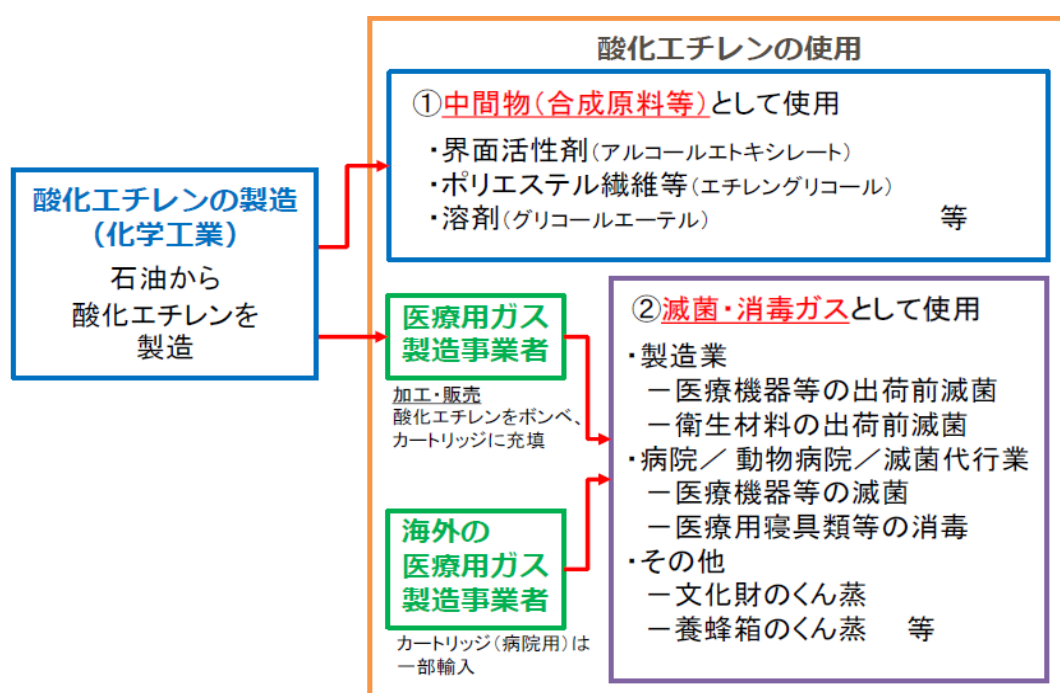 酸化エチレンの使用
①中間物(合成原料等)として使用
・界面活性剤(アルコールエトキシレート)
・ポリエステル繊維等(エチレングリコール)
・溶剤(グリコールエーテル) 等
酸化エチレンの製造
(化学工業)
石油から
酸化エチレンを
製造
医療用ガス
製造事業者
加工・販売
酸化エチレンをボンベ、
カートリッジに充填
海外の
医療用ガス
製造事業者
カートリッジ(病院用)は
一部輸入
②滅菌・消毒ガスとして使用
・製造業
－医療機器等の出荷前滅菌
－衛生材料の出荷前滅菌
・病院／動物病院／滅菌代行業
－医療機器等の滅菌
－医療用寝具類等の消毒
・その他
－文化財のくん蒸
－養蜂箱のくん蒸 等